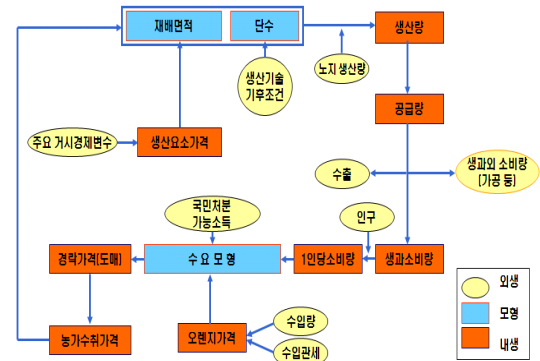 재배면적
단수
생산량
생산기술
기후조건
노지 생산량
공급량
주요 거시경제변수
생산요소가격
수출
생과외 소비량
(가공 등)
국민처분
가능소득
인구
경락가격(도매)
수 요 모 형
1인당소비량
생과소비량
외생
모형
내생
농가수취가격
오렌지가격
수입량
수입관세